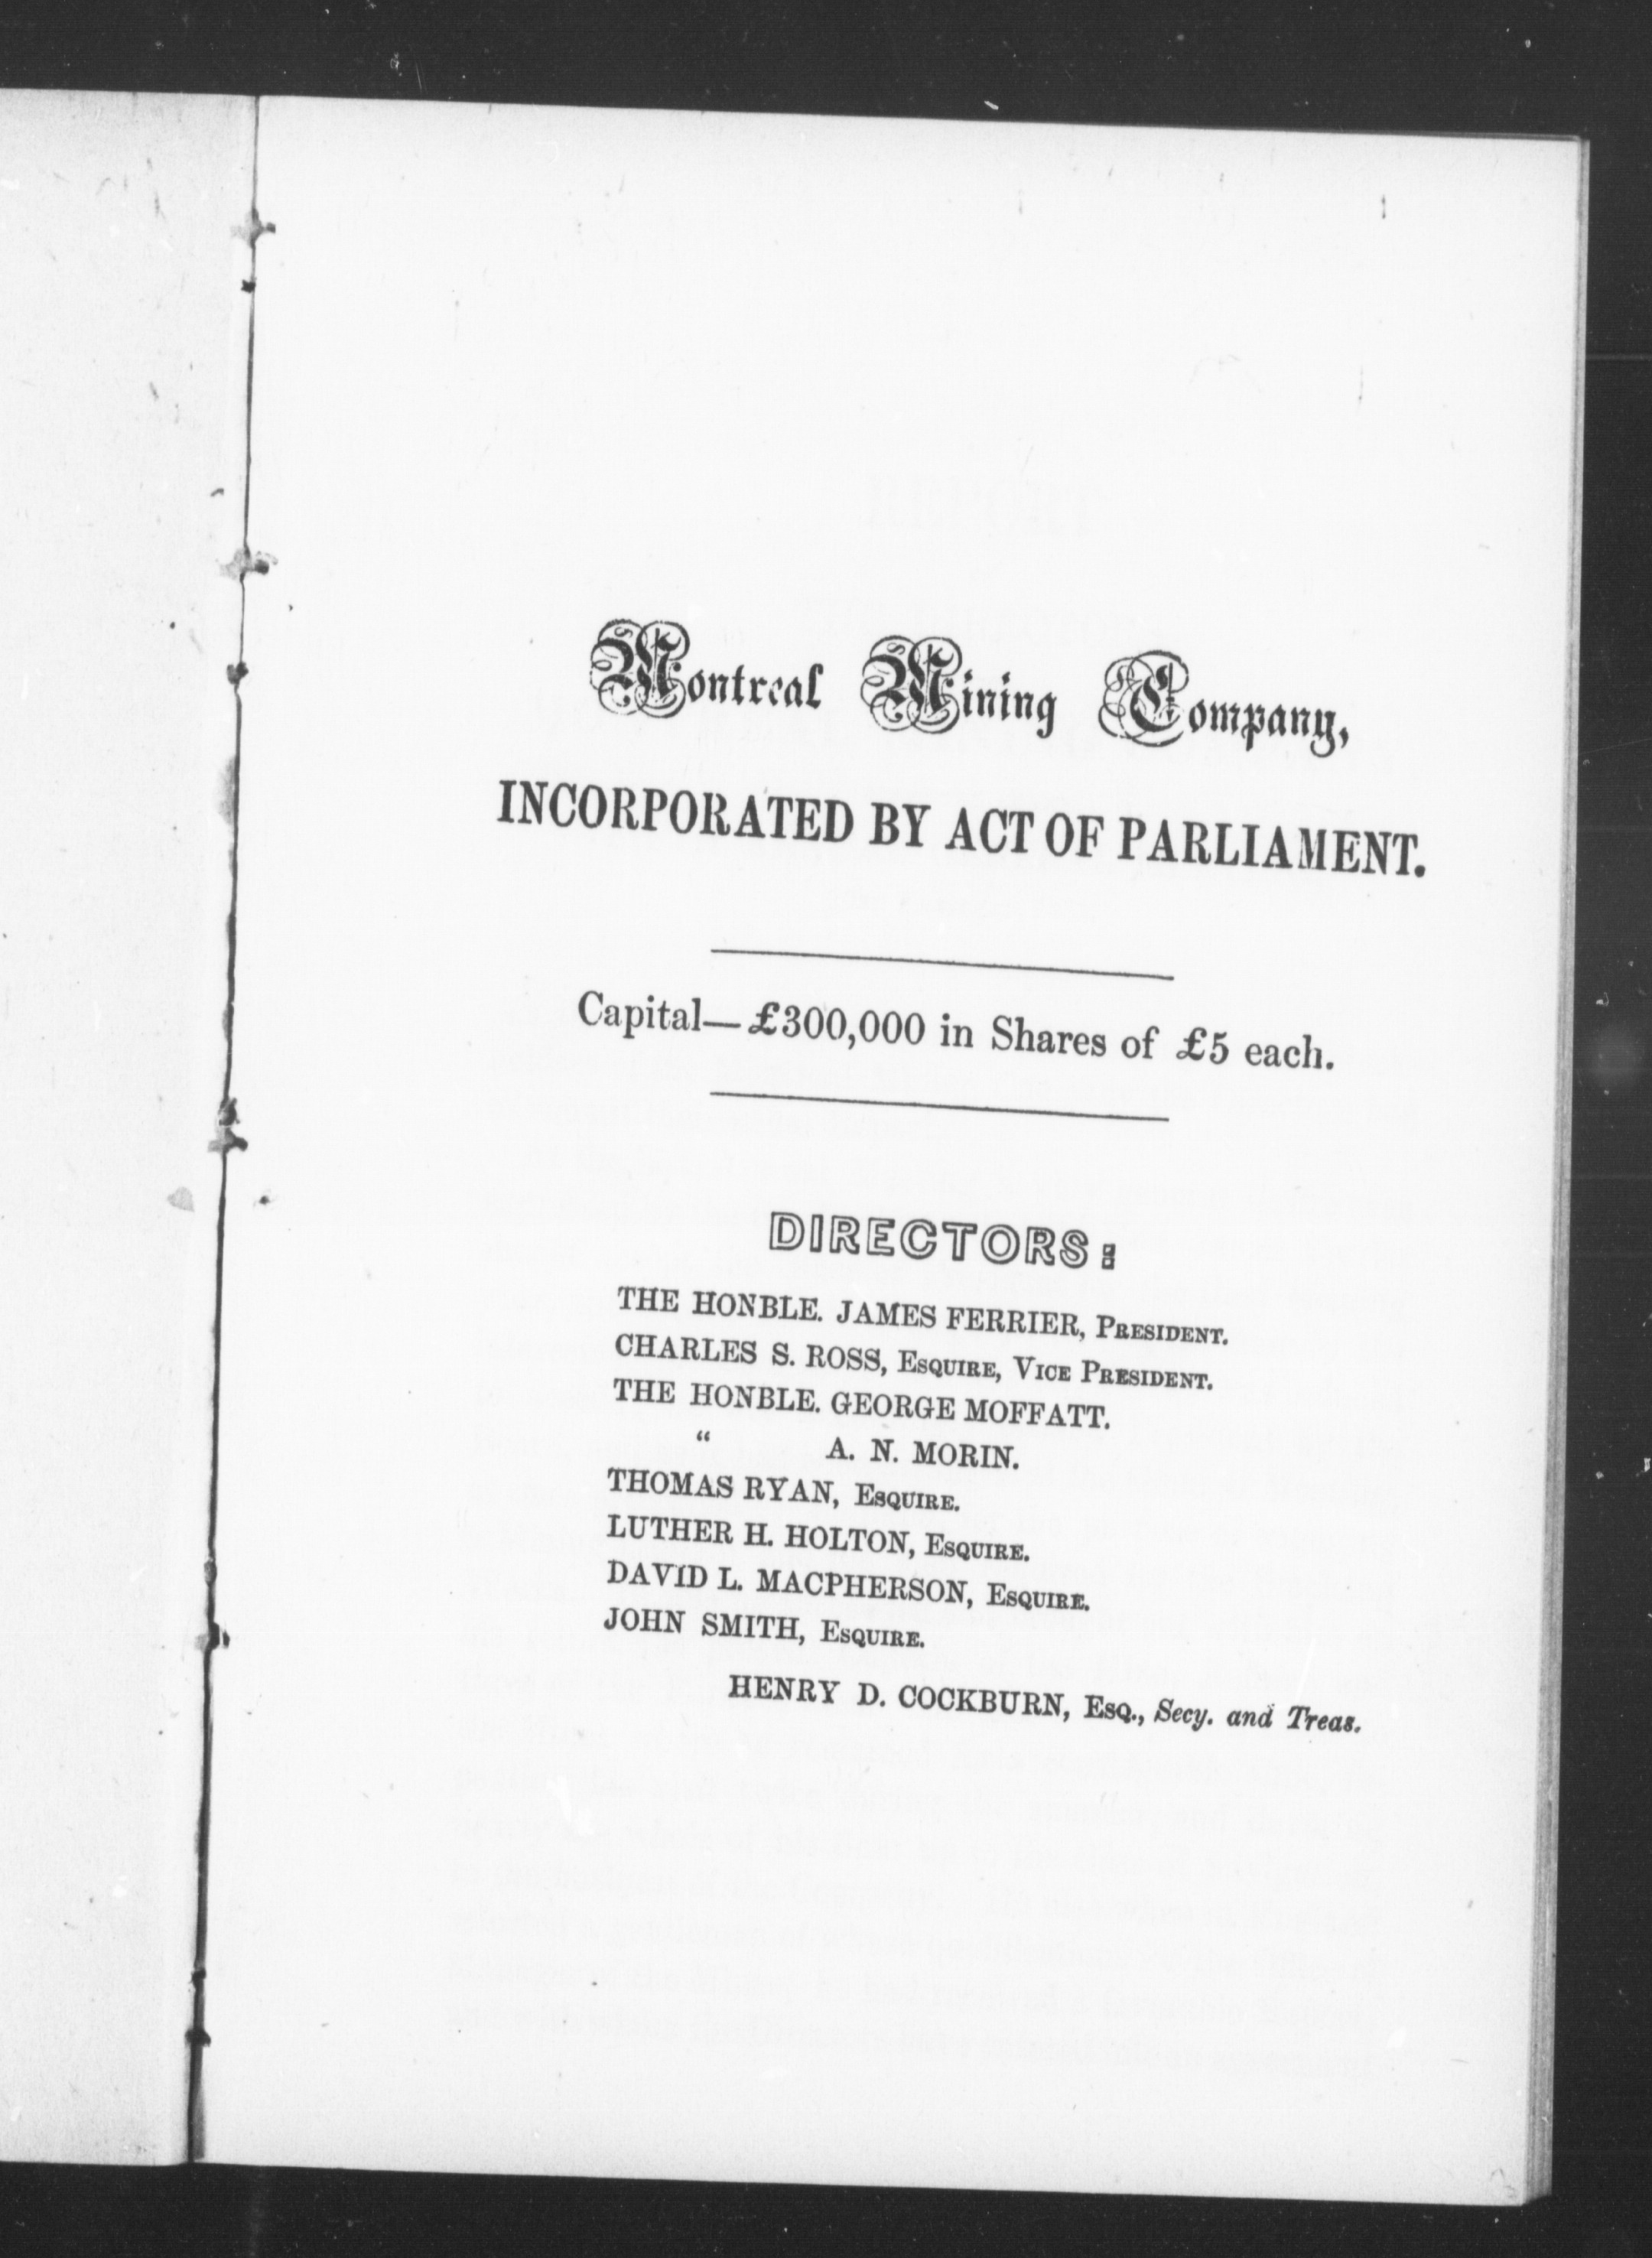 Montreal Mining Company,
INCORPORATED BY ACT OF PARLIAMENT.
Capital—£300,000 in Shares of £5 each.
DIRECTORS:
THE HONBLE. JAMES FERRIER, PRESIDENT.
CHARLES S. ROSS, ESQUIRE, VICE PRESIDENT.
THE HONBLE. GEORGE MOFFATT.
“ A. N. MORIN.
THOMAS RYAN, ESQUIRE.
LUTHER H. HOLTON, ESQUIRE.
DAVID L. MACPHERSON, ESQUIRE.
JOHN SMITH, ESQUIRE.
HENRY D. COCKBURN, ESQ., Secy. and Treas.